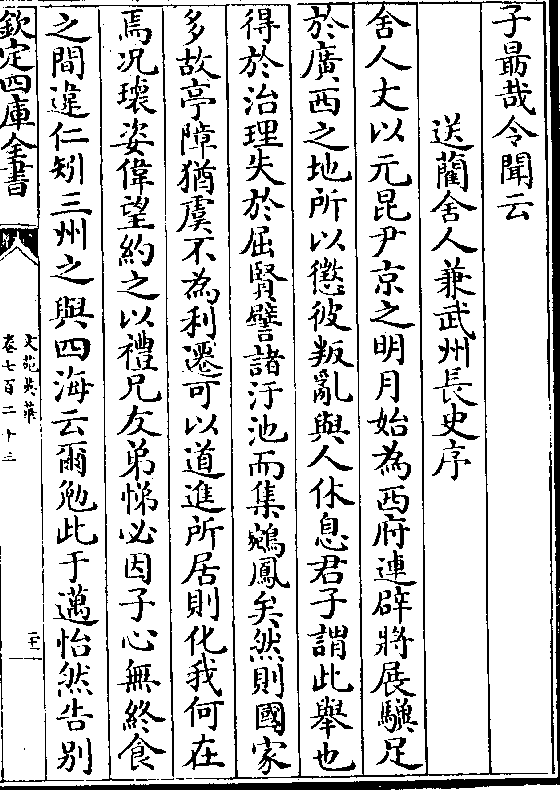 子最哉令聞云
送藺舍人兼武州長史序
舍人丈以元昆尹京之明月始為西府連辟將展驥足
於廣西之地所以懲彼叛亂與人休息君子謂此舉也
得於治理失於屈賢譬諸汙池而集鵷鳳矣然則國家
多故亭障猶虞不為利遷可以道進所居則化我何在
焉况瓌姿偉望約之以禮兄友弟悌必因子心無終食
之間違仁矧三州之與四海云爾勉此于邁怡然告别
欽定四庫全書
文苑英華
卷七百二十三